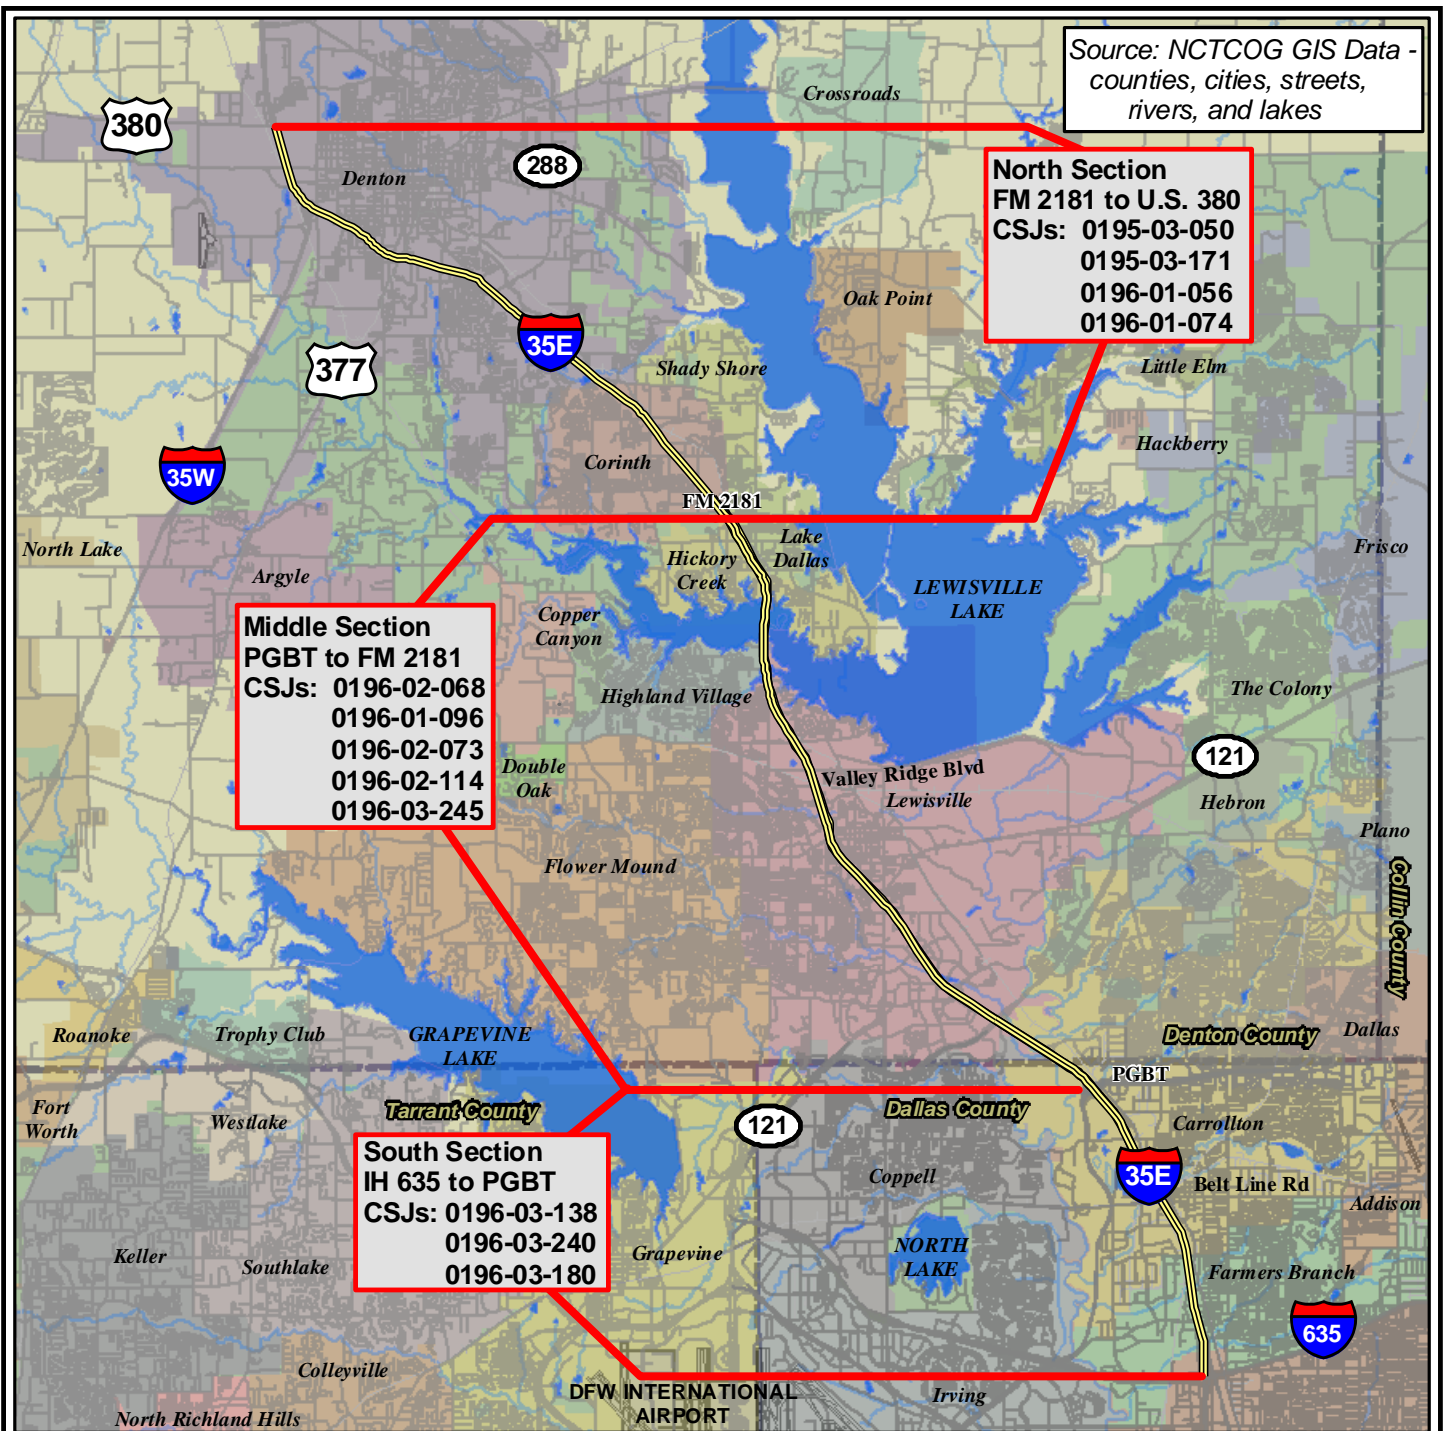 Source: NCTCOG GIS Data -
counties, cities, streets,
rivers, and lakes
Crossroads
380
288
Denton
North Section
FM 2181 to U.S. 380
CSJs: 0195-03-050
0195-03-171
0196-01-056
0196-01-074
Oak Point
35E
377
Shady Shore
Little Elm
Hackberry
Corinth
35W
FM 2181
North Lake
Argyle
Hickory
Creek
Lake
Dallas
LEWISVILLE
LAKE
Frisco
Copper
Canyon
Middle Section
PGBT to FM 2181
CSJs: 0196-02-068
0196-01-096
0196-02-073
0196-02-114
0196-03-245
Highland Village
The Colony
121
Double
Oak
Valley Ridge Blvd
Lewisville
Hebron
Plano
Flower Mound
Collin County
Roanoke
Trophy Club
GRAPEVINE
LAKE
Denton County
Dallas
PGBT
Fort
Worth
Westlake
Tarrant County
121
Dallas County
Carrollton
South Section
IH 635 to PGBT
CSJs: 0196-03-138
0196-03-240
0196-03-180
Coppell
35E
Belt Line Rd
Addison
Keller
Southlake
Grapevine
NORTH
LAKE
Farmers Branch
635
Colleyville
DFW INTERNATIONAL
AIRPORT
Irving
North Richland Hills